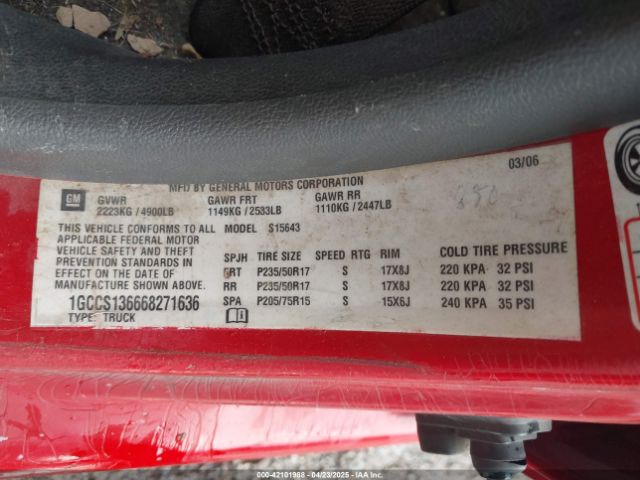 MFD BY GENERAL MOTORS CORPORATION
03/06
GM
GVWR GAWR FRT GAWR RR
2223KG / 4900LB 1149KG / 2533LB 1110KG / 2447LB
THIS VEHICLE CONFORMS TO ALL MODEL S15643
APPLICABLE FEDERAL MOTOR
VEHICLE SAFETY AND BUMPER
STANDARDS IN
EFFECT ON THE DATE OF
MANUFACTURE SHOWN ABOVE.
1GCCS136668271636
TYPE: TRUCK
SPJH TIRE SIZE SPEED RTG RIM COLD TIRE PRESSURE
FRT P235/50R17 S 17X8J 220 KPA 32 PSI
RR P235/50R17 S 17X8J 220 KPA 32 PSI
SPA P205/75R15 S 15X6J 240 KPA 35 PSI
000-42101988 - 04/23/2025 - IAAI.COM